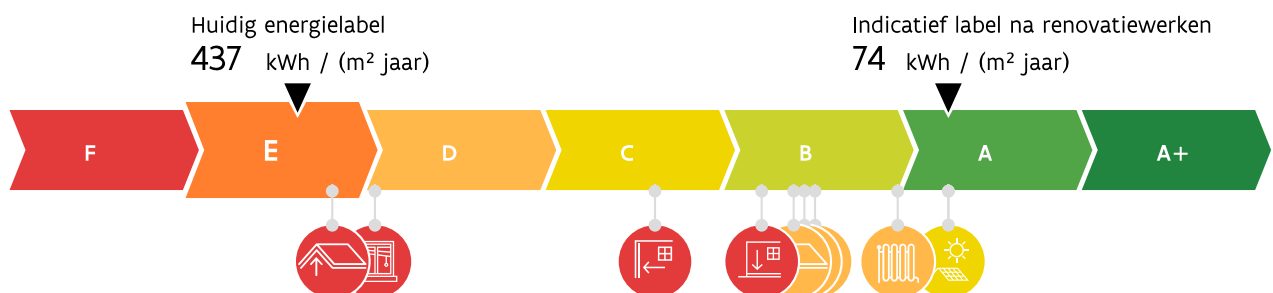 Huidig energielabel
437 kWh / (m² jaar)
Indicatief label na renovatiewerken
74 kWh / (m² jaar)
F
E
D
C
B
A
A+